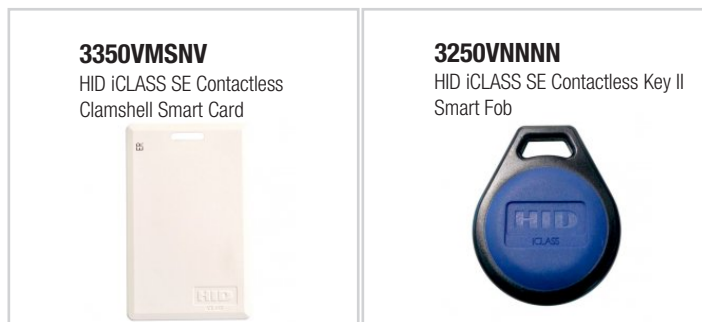 3350VMSNV
HID iCLASS SE Contactless
Clamshell Smart Card
HID
3250VNNNN
HID iCLASS SE Contactless Key II
Smart Fob
HID
iCLASS